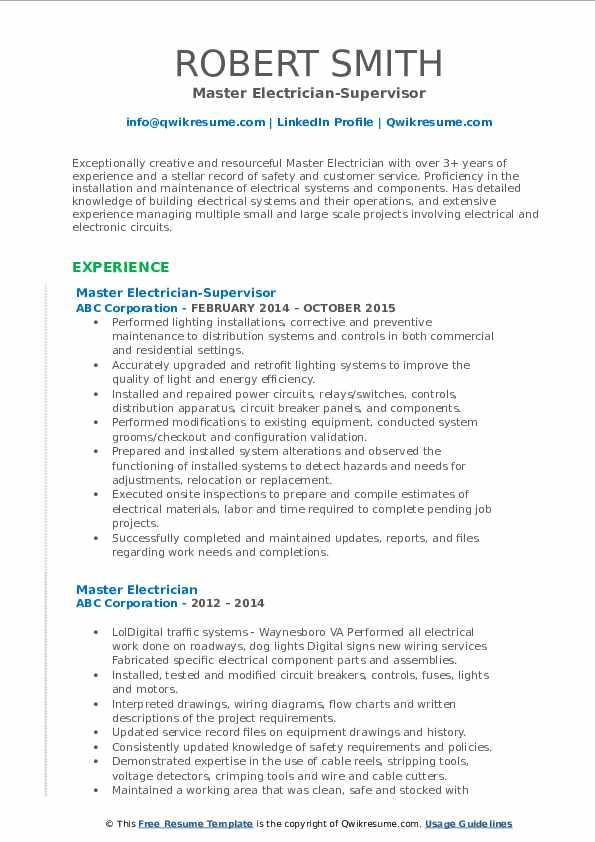 ROBERT SMITH
Master Electrician-Supervisor
info@qwikresume.com | LinkedIn Profile | Qwikresume.com
Exceptionally creative and resourceful Master Electrician with over 3+ years of
experience and a stellar record of safety and customer service. Proficiency in the
installation and maintenance of electrical systems and components. Has detailed
knowledge of building electrical systems and their operations, and extensive
experience managing multiple small and large scale projects involving electrical and
electronic circuits.
EXPERIENCE
Master Electrician-Supervisor
ABC Corporation - FEBRUARY 2014 – OCTOBER 2015
• Performed lighting installations, corrective and preventive
maintenance to distribution systems and controls in both commercial
and residential settings.
• Accurately upgraded and retrofit lighting systems to improve the
quality of light and energy efficiency.
• Installed and repaired power circuits, relays/switches, controls,
distribution apparatus, circuit breaker panels, and components.
• Performed modifications to existing equipment, conducted system
grooms/checkout and configuration validation.
• Prepared and installed system alterations and observed the
functioning of installed systems to detect hazards and needs for
adjustments, relocation or replacement.
• Executed onsite inspections to prepare and compile estimates of
electrical materials, labor and time required to complete pending job
projects.
• Successfully completed and maintained updates, reports, and files
regarding work needs and completions.
Master Electrician
ABC Corporation - 2012 – 2014
• LolDigital traffic systems - Waynesboro VA Performed all electrical
work done on roadways, dog lights Digital signs new wiring services
Fabricated specific electrical component parts and assemblies.
• Installed, tested and modified circuit breakers, controls, fuses, lights
and motors.
• Interpreted drawings, wiring diagrams, flow charts and written
descriptions of the project requirements.
• Updated service record files on equipment drawings and history.
• Consistently updated knowledge of safety requirements and policies.
• Demonstrated expertise in the use of cable reels, stripping tools,
voltage detectors, crimping tools and wire and cable cutters.
• Maintained a working area that was clean, safe and stocked with
© This Free Resume Template is the copyright of Qwikresume.com. Usage Guidelines